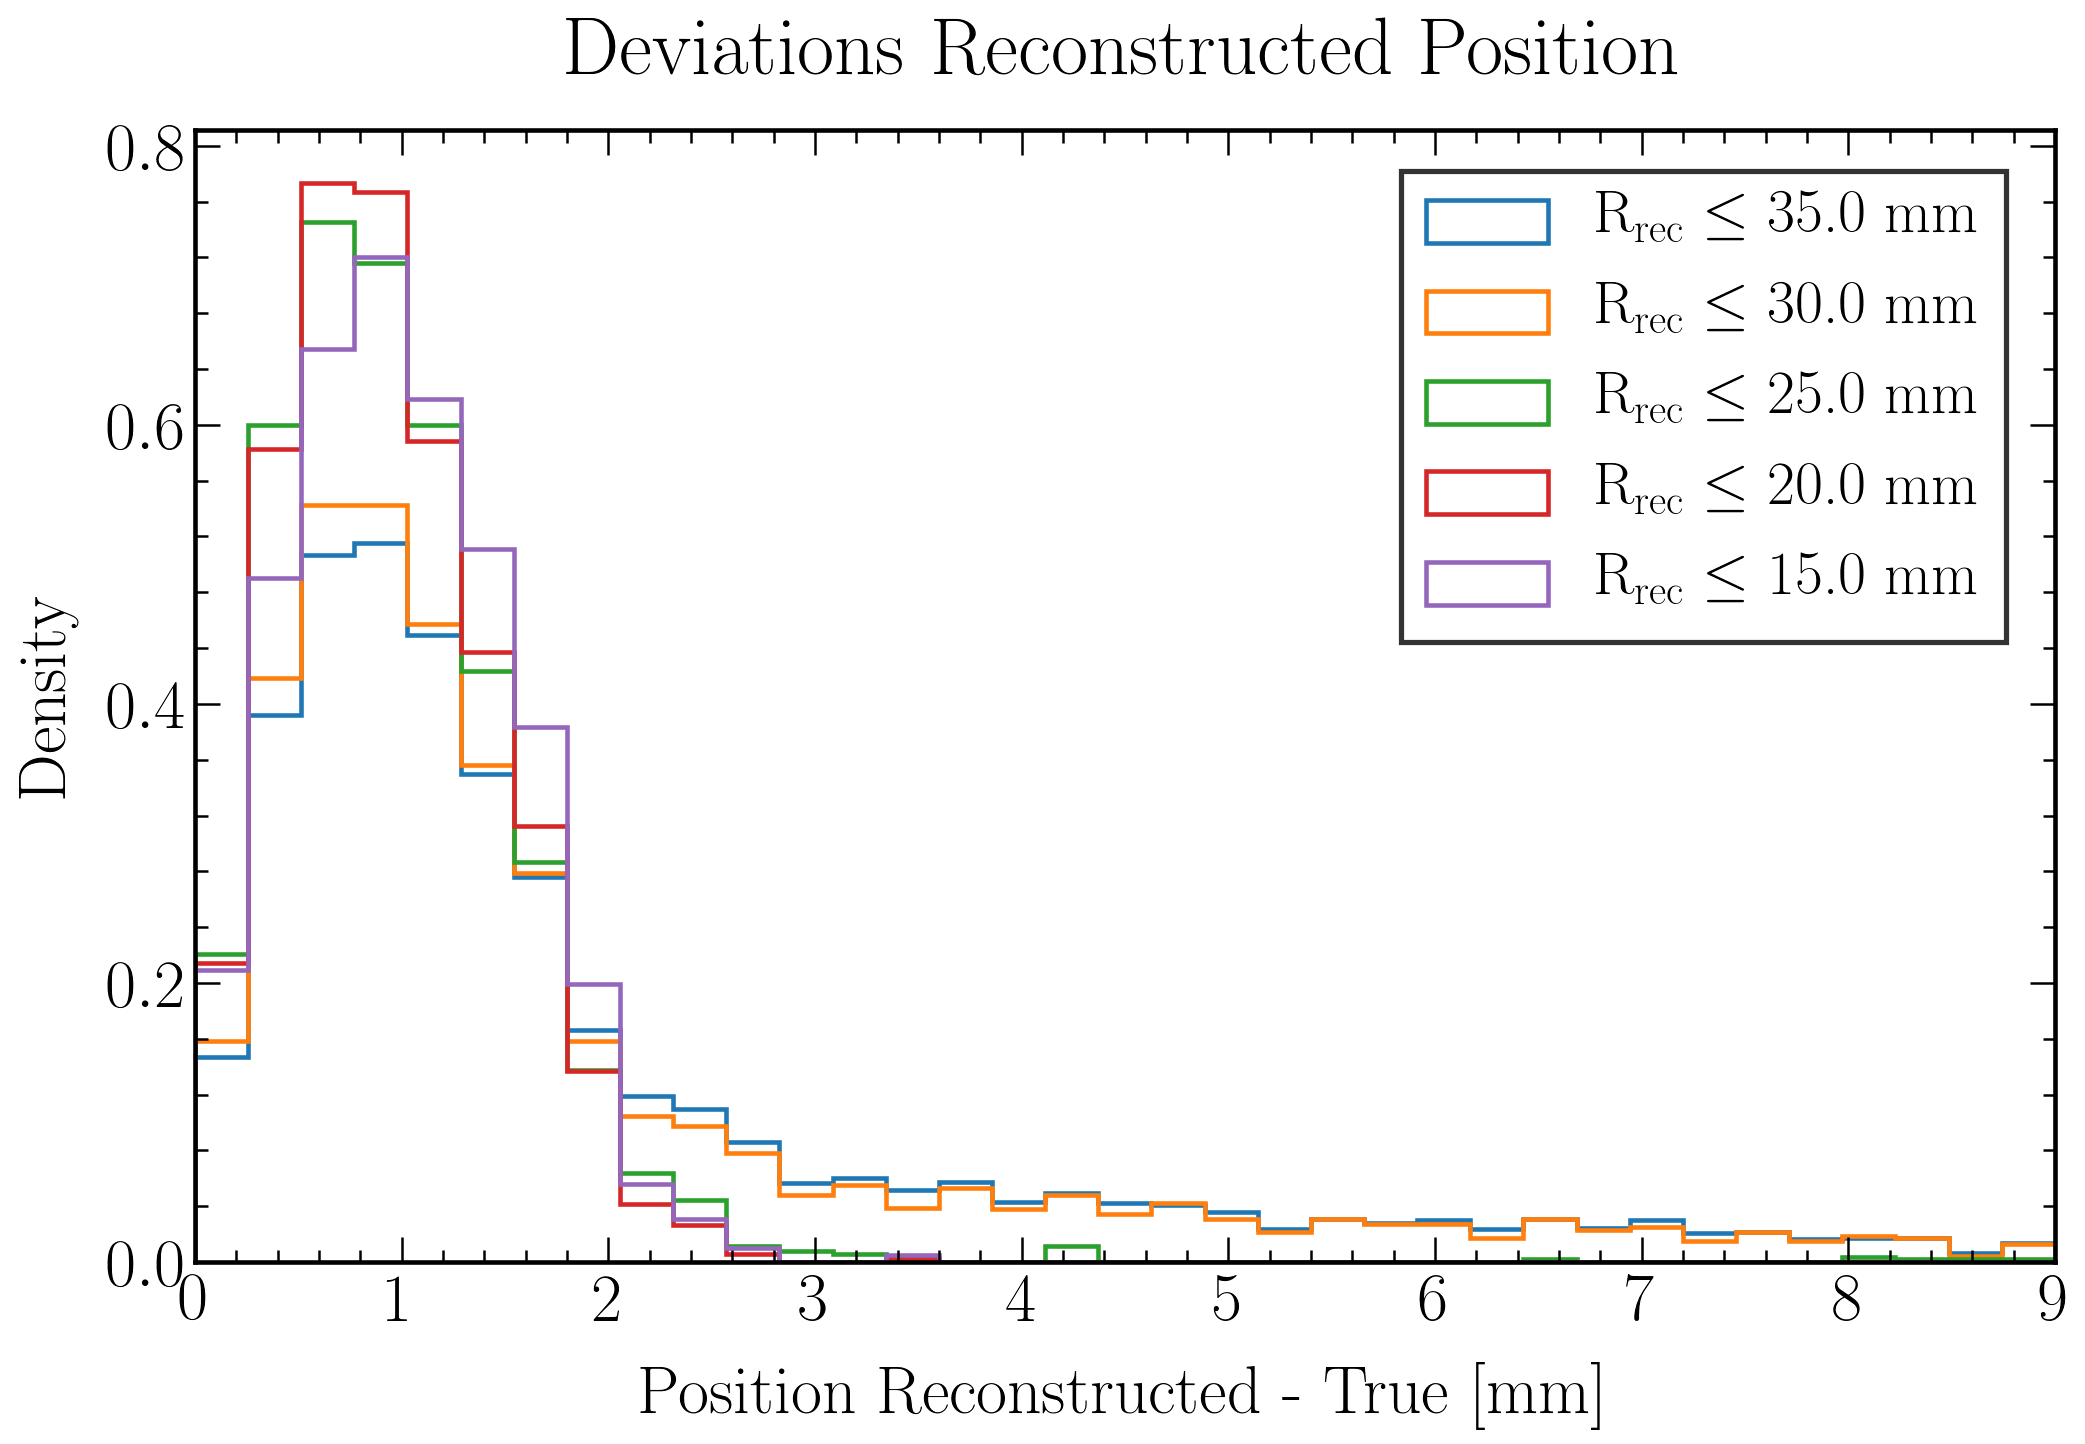 Deviations Reconstructed Position
0.8
0.6
0.4
0.2
0.0
Density
R_rec ≤ 35.0 mm
R_rec ≤ 30.0 mm
R_rec ≤ 25.0 mm
R_rec ≤ 20.0 mm
R_rec ≤ 15.0 mm
0 1 2 3 4 5 6 7 8 9
Position Reconstructed - True [mm]